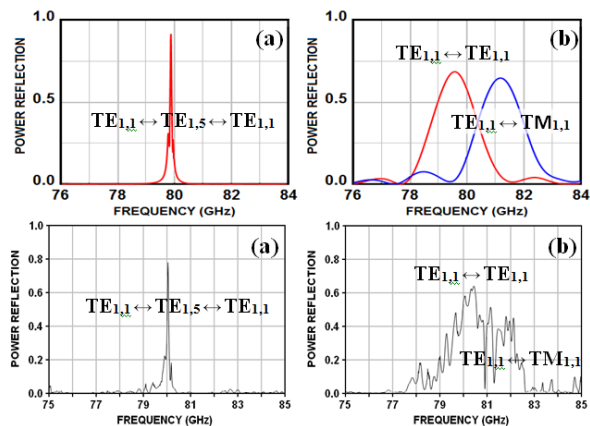 1.0
(a)
POWER REFLECTION
0.5
TE1,1 ↔ TE1,5 ↔ TE1,1
0.0
76 78 80 82 84
FREQUENCY (GHz)
1.0
(b)
TE1,1 ↔ TE1,1
POWER REFLECTION
0.5
TE1,1 ↔ TM1,1
0.0
76 78 80 82 84
FREQUENCY (GHz)
1.0
(a)
0.8
POWER REFLECTION
0.6
TE1,1 ↔ TE1,5 ↔ TE1,1
0.4
0.2
0.0
75 77 79 81 83 85
FREQUENCY (GHz)
1.0
(b)
0.8
TE1,1 ↔ TE1,1
POWER REFLECTION
0.6
0.4
TE1,1 ↔ TM1,1
0.2
0.0
75 77 79 81 83 85
FREQUENCY (GHz)